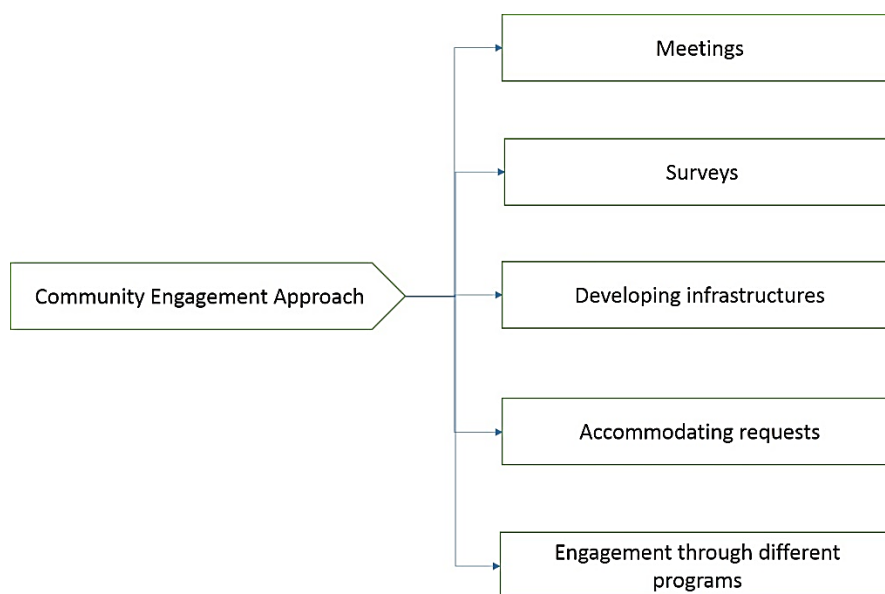 Meetings
Surveys
Community Engagement Approach
Developing infrastructures
Accommodating requests
Engagement through different
programs